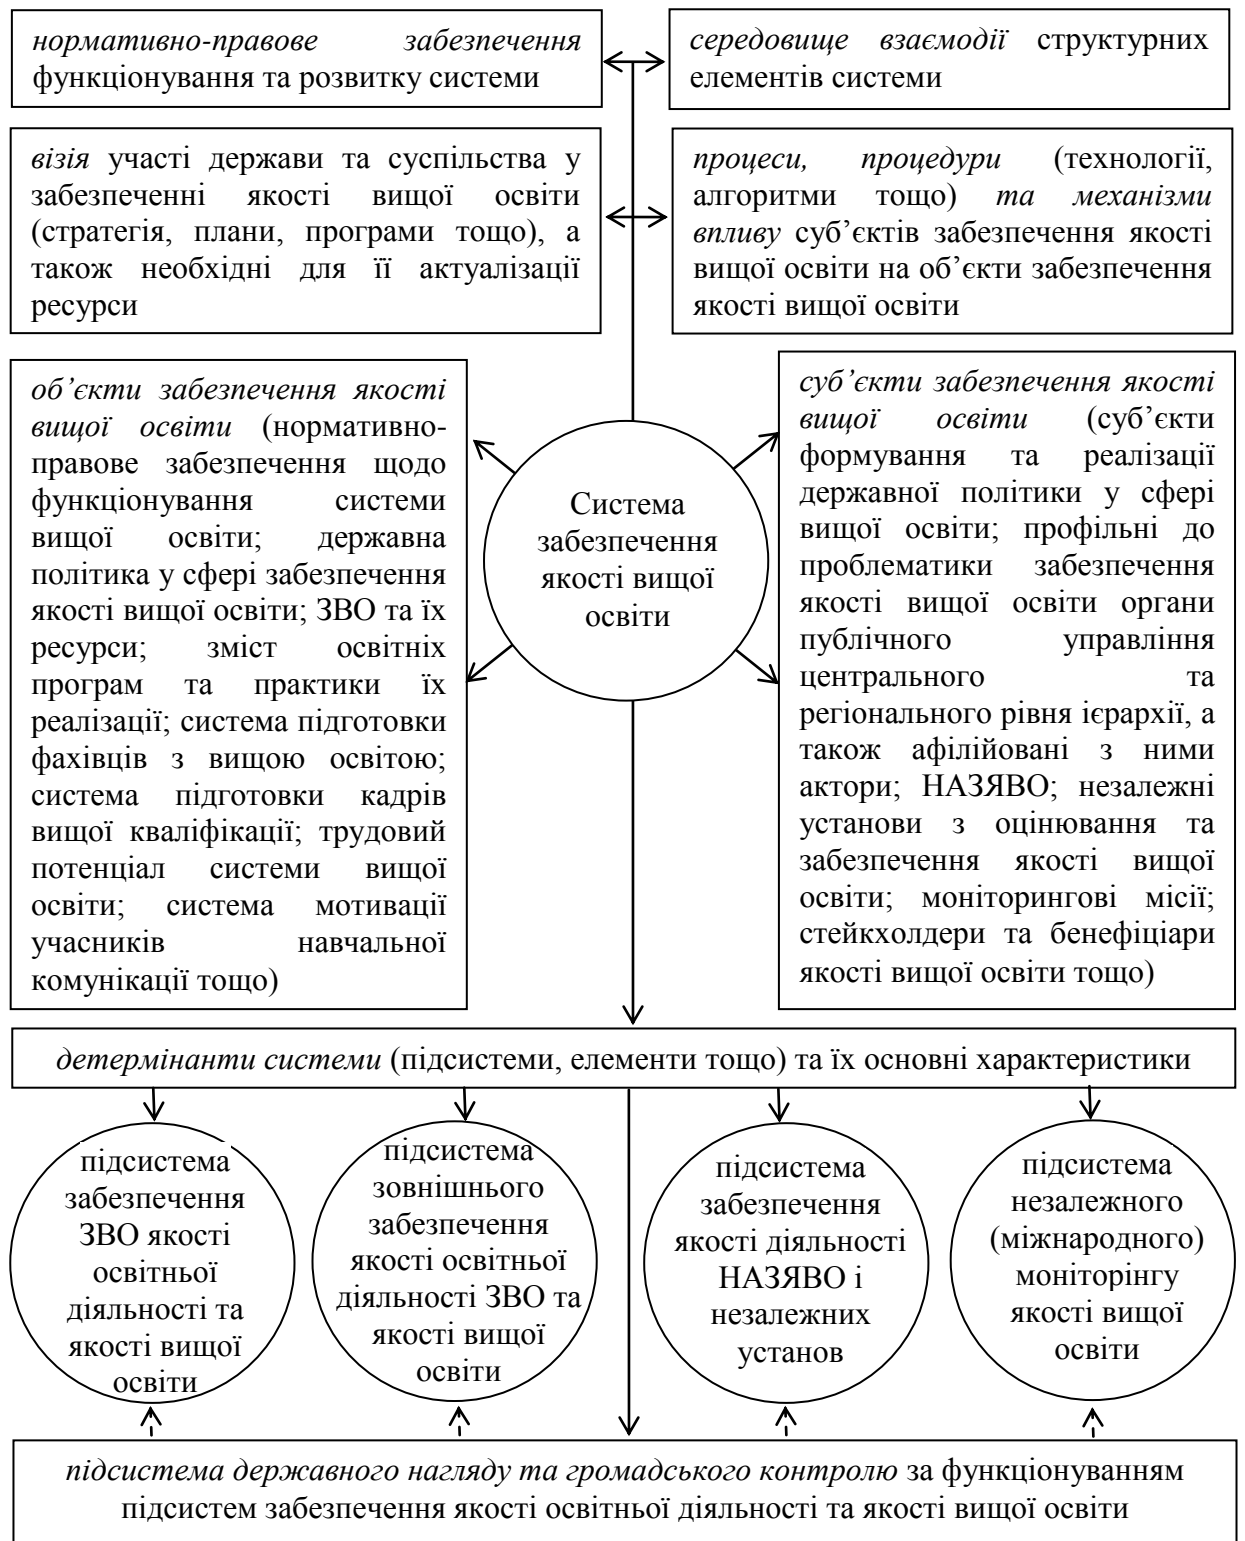 нормативно-правове забезпечення
функціонування та розвитку системи
середовище взаємодії структурних
елементів системи
візія участі держави та суспільства у
забезпеченні якості вищої освіти
(стратегія, плани, програми тощо), а
також необхідні для її актуалізації
ресурси
процеси, процедури (технології,
алгоритми тощо) та механізми
впливу суб’єктів забезпечення якості
вищої освіти на об’єкти забезпечення
якості вищої освіти
об’єкти забезпечення якості
вищої освіти (нормативно-
правове забезпечення щодо
функціонування системи
вищої освіти; державна
політика у сфері забезпечення
якості вищої освіти; ЗВО та їх
ресурси; зміст освітніх
програм та практики їх
реалізації; система підготовки
фахівців з вищою освітою;
система підготовки кадрів
вищої кваліфікації; трудовий
потенціал системи вищої
освіти; система мотивації
учасників навчальної
комунікації тощо)
Система
забезпечення
якості вищої
освіти
суб’єкти забезпечення якості
вищої освіти (суб’єкти
формування та реалізації
державної політики у сфері
вищої освіти; профільні до
проблематики забезпечення
якості вищої освіти органи
публічного управління
центрального та
регіонального рівня ієрархії, а
також афілійовані з ними
актори; НАЗЯВО; незалежні
установи з оцінювання та
забезпечення якості вищої
освіти; моніторингові місії;
стейкхолдери та бенефіціари
якості вищої освіти тощо)
детермінанти системи (підсистеми, елементи тощо) та їх основні характеристики
підсистема
забезпечення
ЗВО якості
освітньої
діяльності та
якості вищої
освіти
підсистема
зовнішнього
забезпечення
якості освітньої
діяльності ЗВО та
якості вищої
освіти
підсистема
забезпечення
якості діяльності
НАЗЯВО і
незалежних
установ
підсистема
незалежного
(міжнародного)
моніторінгу
якості вищої
освіти
підсистема державного нагляду та громадського контролю за функціонуванням
підсистем забезпечення якості освітньої діяльності та якості вищої освіти